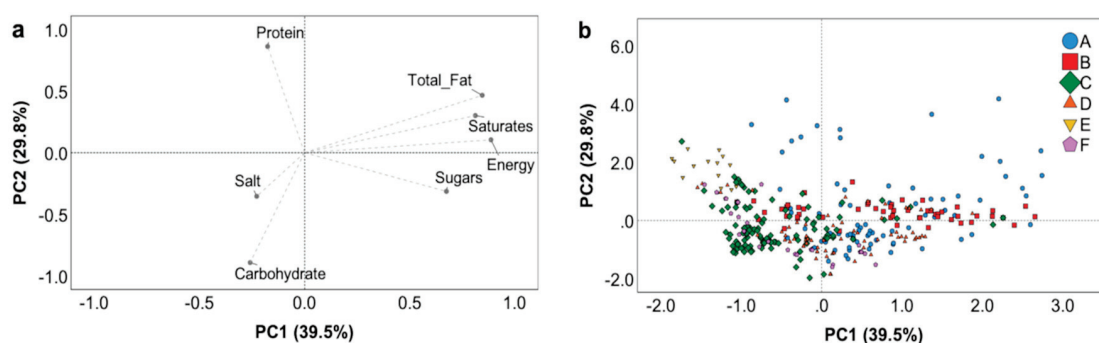 a
1.0
0.5
0.0
-0.5
-1.0
PC2 (29.8%)
Protein
Total_Fat
Saturates
Energy
Sugars
Salt
Carbohydrate
-1.0
-0.5
0.0
0.5
1.0
PC1 (39.5%)
b
6.0
4.0
2.0
.0
-2.0
PC2 (29.8%)
A
B
C
D
E
F
-2.0
-1.0
.0
1.0
2.0
3.0
PC1 (39.5%)